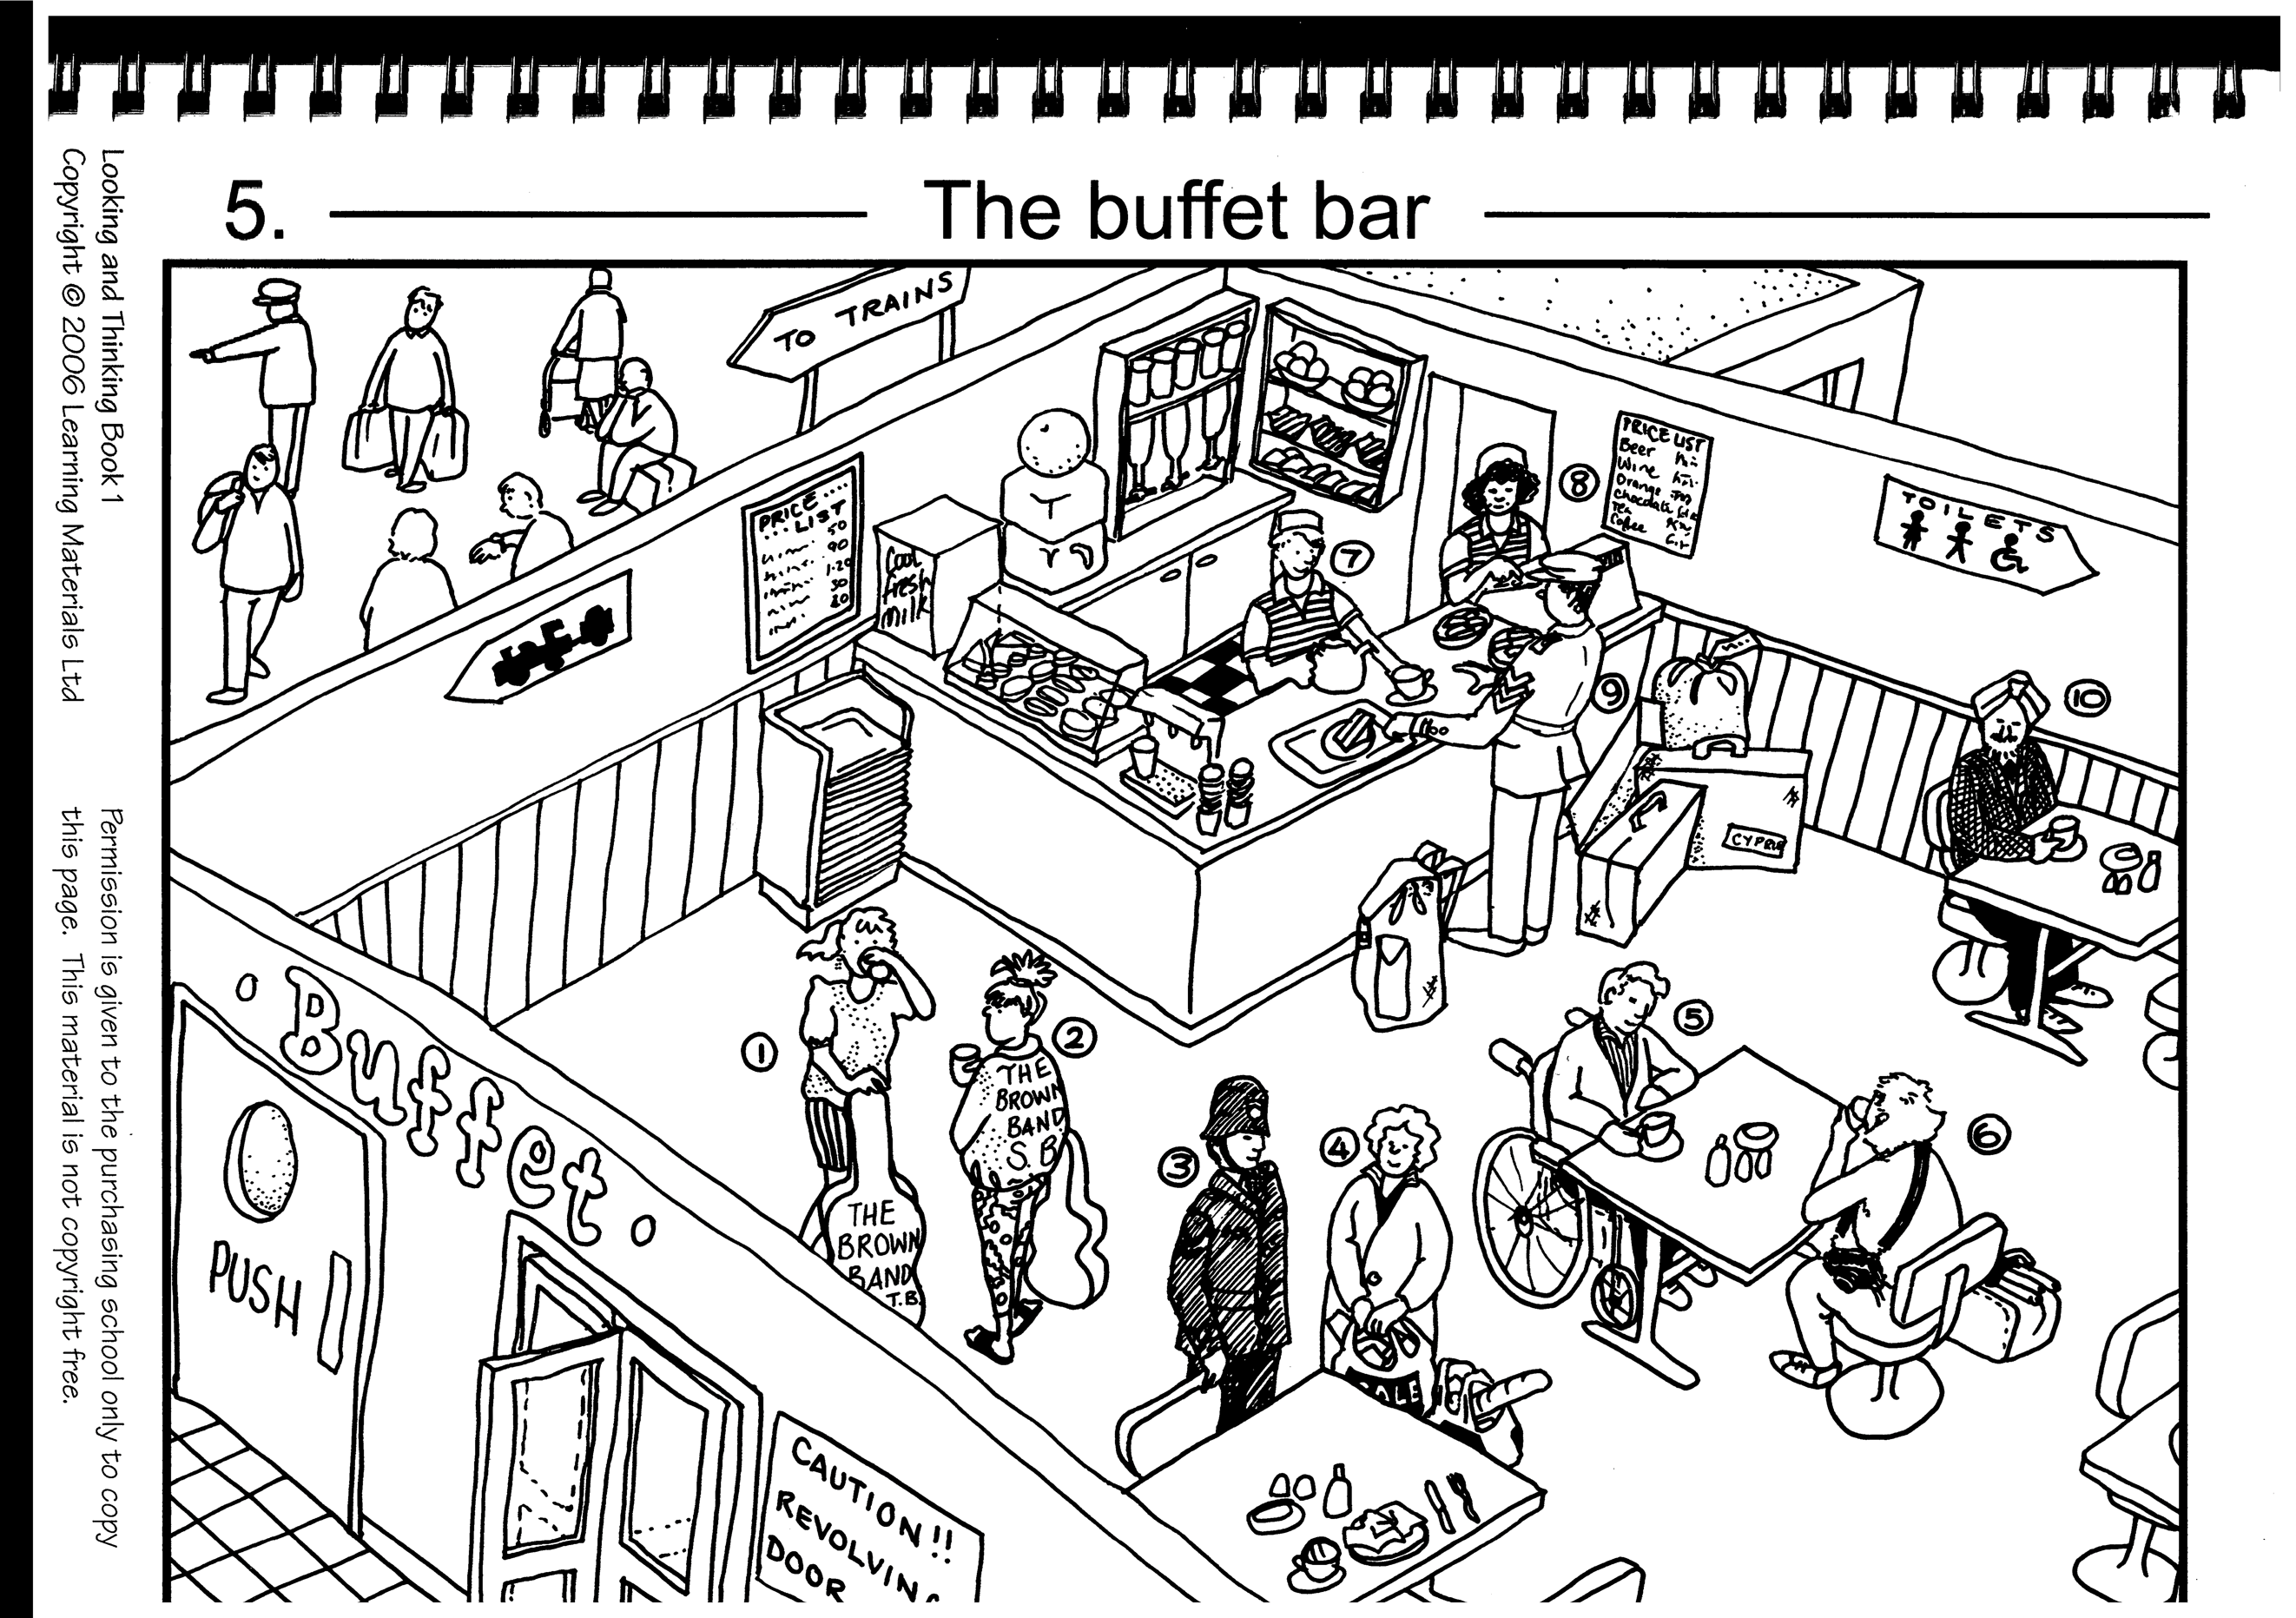 5. The buffet bar
Looking and Thinking Book 1
Copyright © 2006 Learning Materials Ltd
Permission is given to the purchasing school only to copy
this page. This material is not copyright free.
TO TRAINS
PRICE
LIST
50
90
1.20
30
20
Cool
Fresh
Milk
PRICE LIST
Beer
Wine
Orange
Chocolate
Tea
Coffee
TOILETS
7
8
9
10
CYPRU
1
2
THE
BROWN
BAND
S.B
THE
BROWN
BAND
T.B.
3
4
5
6
Buffet
PUSH
CAUTION!!
REVOLVING
DOOR